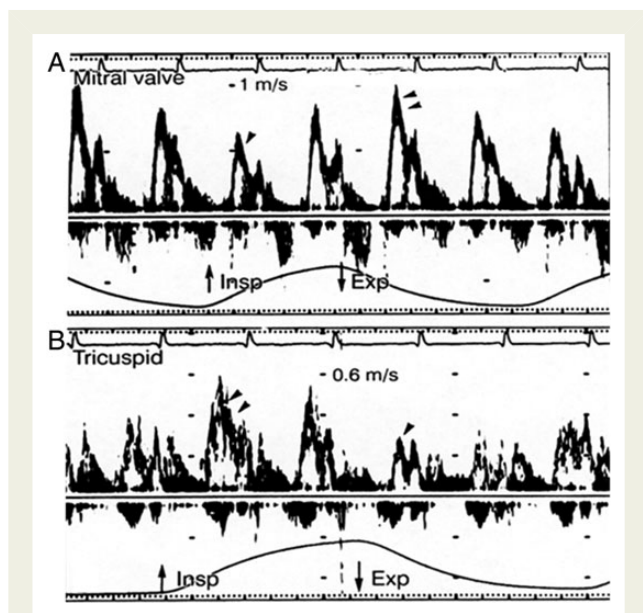 A
Mitral valve
1 m/s
Insp
Exp
B
Tricuspid
0.6 m/s
Insp
Exp